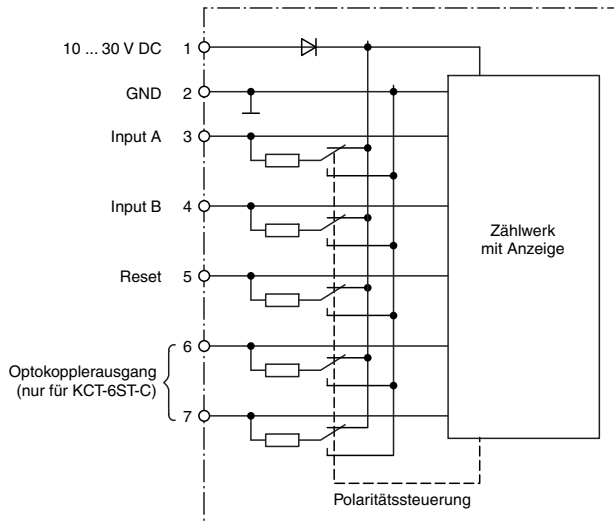 10 ... 30 V DC 1
GND 2
Input A 3
Input B 4
Zählwerk
mit Anzeige
Reset 5
6
Optokopplerausgang
(nur für KCT-6ST-C)
7
Polaritätssteuerung